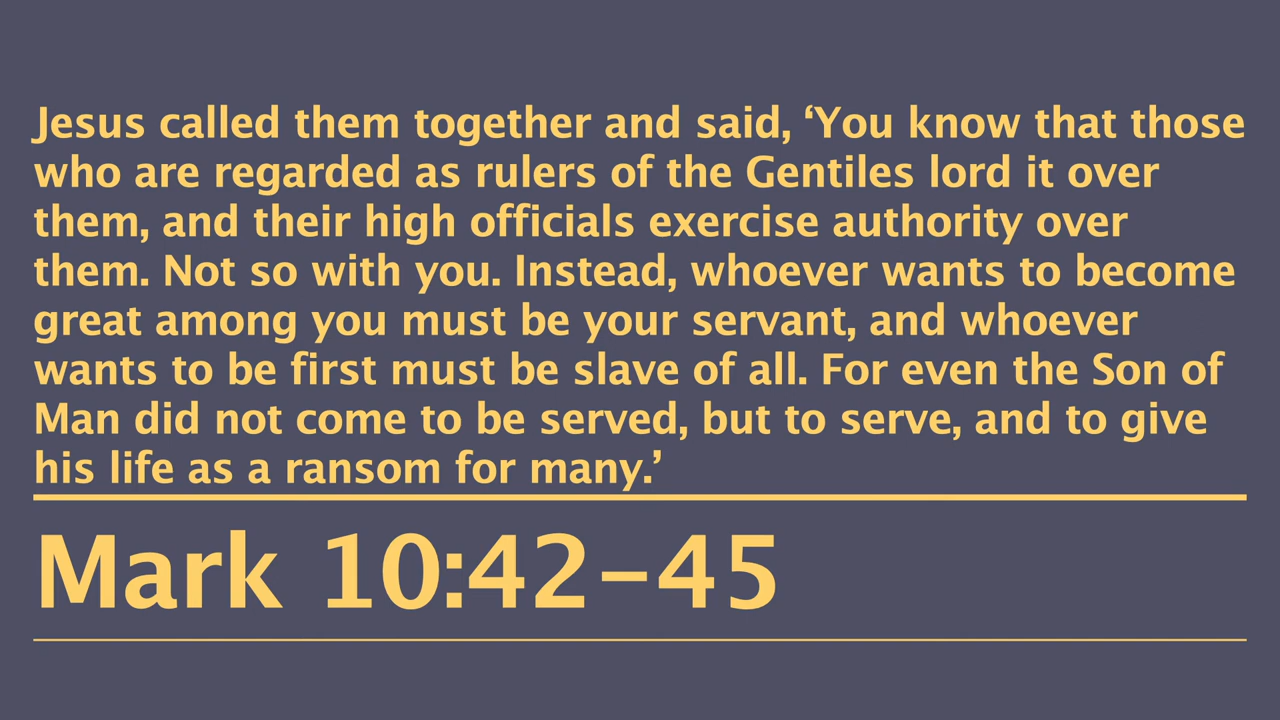 Jesus called them together and said, ‘You know that those
who are regarded as rulers of the Gentiles lord it over
them, and their high officials exercise authority over
them. Not so with you. Instead, whoever wants to become
great among you must be your servant, and whoever
wants to be first must be slave of all. For even the Son of
Man did not come to be served, but to serve, and to give
his life as a ransom for many.’
Mark 10:42–45